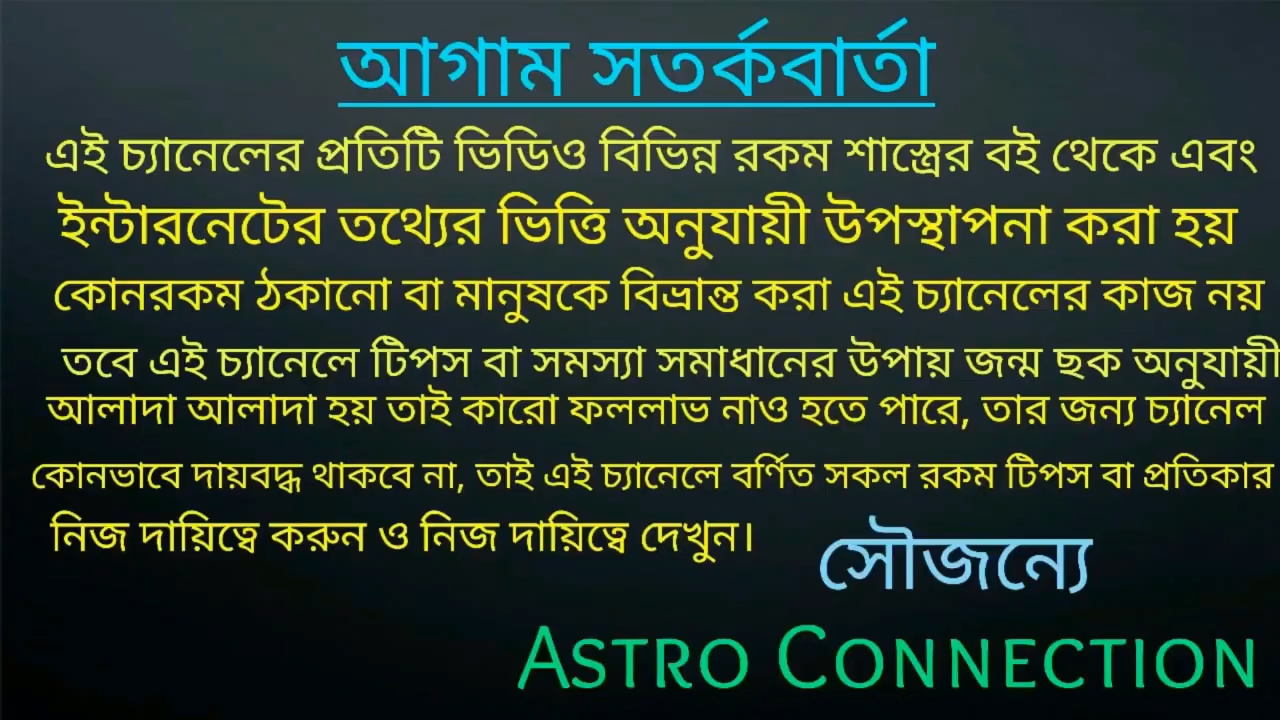 আগাম সতর্কবার্তা
এই চ্যানেলের প্রতিটি ভিডিও বিভিন্ন রকম শাস্ত্রের বই থেকে এবং
ইন্টারনেটের তথ্যের ভিত্তি অনুযায়ী উপস্থাপনা করা হয়
কোনরকম ঠকানো বা মানুষকে বিভ্রান্ত করা এই চ্যানেলের কাজ নয়
তবে এই চ্যানেলে টিপস বা সমস্যা সমাধানের উপায় জন্ম ছক অনুযায়ী
আলাদা আলাদা হয় তাই কারো ফললাভ নাও হতে পারে, তার জন্য চ্যানেল
কোনভাবে দায়বদ্ধ থাকবে না, তাই এই চ্যানেলে বর্ণিত সকল রকম টিপস বা প্রতিকার
নিজ দায়িত্বে করুন ও নিজ দায়িত্বে দেখুন।
সৌজন্যে
ASTRO CONNECTION